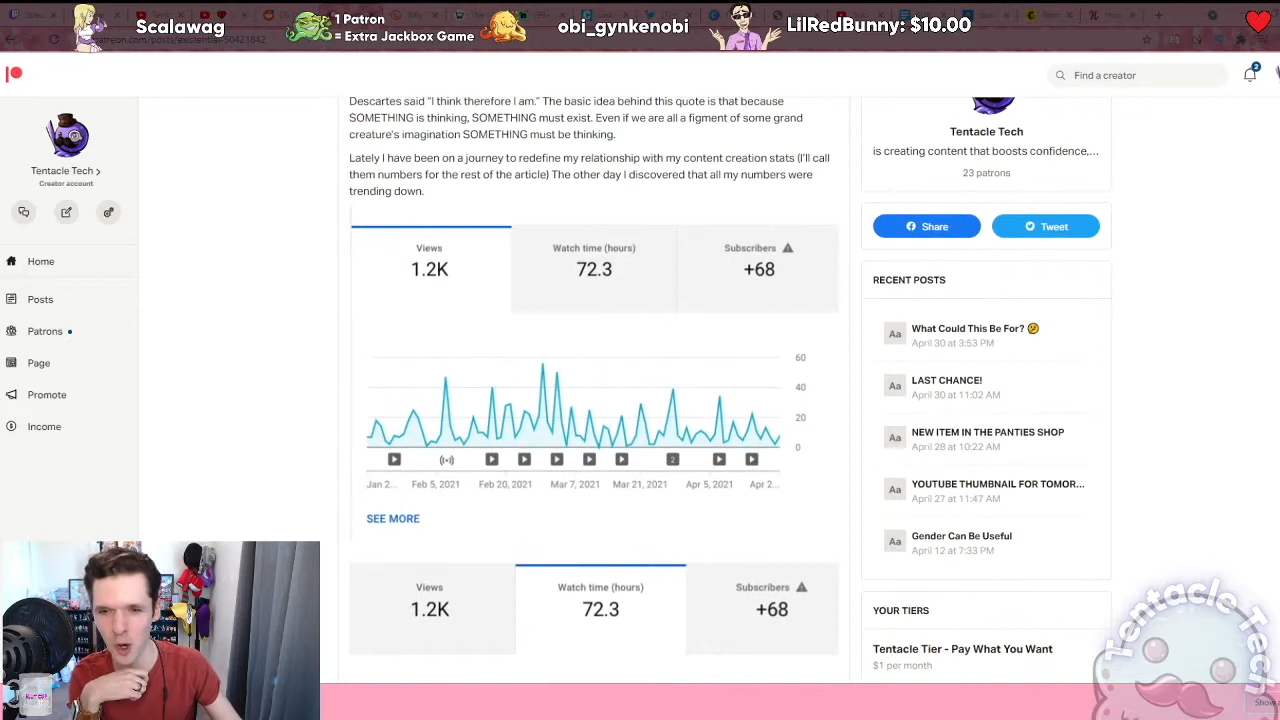 Scalawag
1 Patron
= Extra Jackbox Game
obi_gynkenobi
LilRedBunny: $10.00
Find a creator
2
Tentacle Tech
Creator account
Home
Posts
Patrons
Page
Promote
Income
Descartes said "I think therefore I am." The basic idea behind this quote is that because
SOMETHING is thinking, SOMETHING must exist. Even if we are all a figment of some grand
creature's imagination SOMETHING must be thinking.
Lately I have been on a journey to redefine my relationship with my content creation stats (I'll call
them numbers for the rest of the article) The other day I discovered that all my numbers were
trending down.
Views
1.2K
Watch time (hours)
72.3
Subscribers
+68
60
40
20
0
2
Jan 2... Feb 5, 2021 Feb 20, 2021 Mar 7, 2021 Mar 21, 2021 Apr 5, 2021 Apr 2...
SEE MORE
Views
1.2K
Watch time (hours)
72.3
Subscribers
+68
Tentacle Tech
is creating content that boosts confidence,...
23 patrons
Share
Tweet
RECENT POSTS
Aa
What Could This Be For?
April 30 at 3:53 PM
Aa
LAST CHANCE!
April 30 at 11:02 AM
Aa
NEW ITEM IN THE PANTIES SHOP
April 28 at 10:22 AM
Aa
YOUTUBE THUMBNAIL FOR TOMOR...
April 27 at 11:47 AM
Aa
Gender Can Be Useful
April 12 at 7:33 PM
YOUR TIERS
Tentacle Tier - Pay What You Want
$1 per month
Tentacle Tech